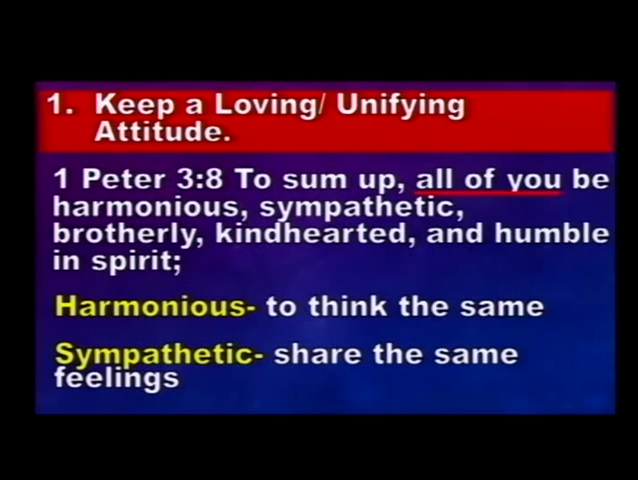 1. Keep a Loving/ Unifying
Attitude.
1 Peter 3:8 To sum up, all of you be
harmonious, sympathetic,
brotherly, kindhearted, and humble
in spirit;
Harmonious- to think the same
Sympathetic- share the same
feelings